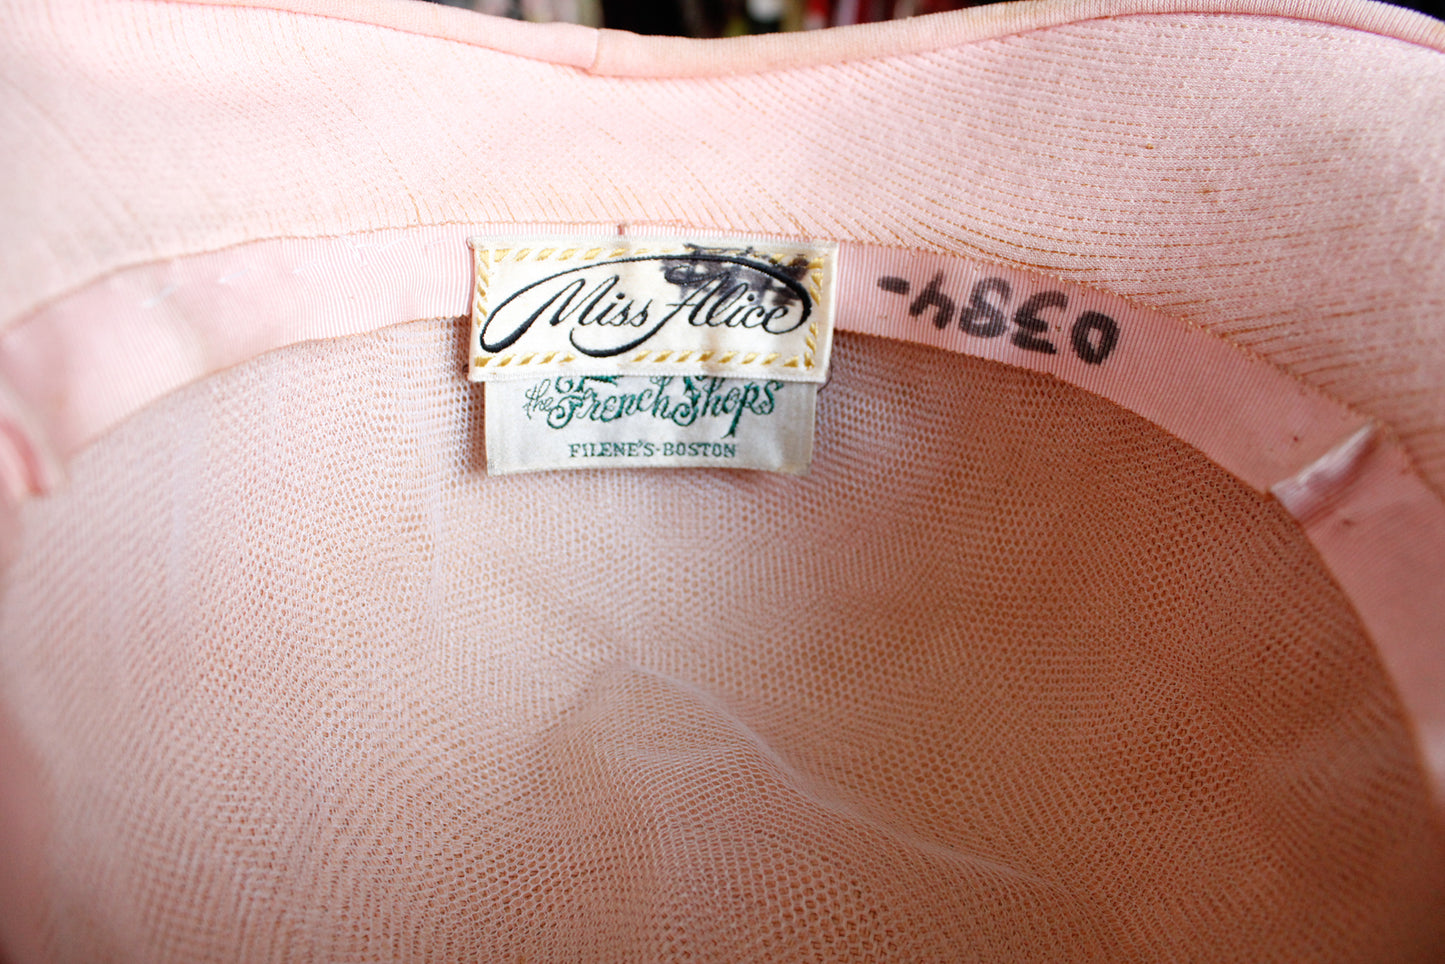 Miss Alice
the French Shops
FILENE'S-BOSTON
0384-